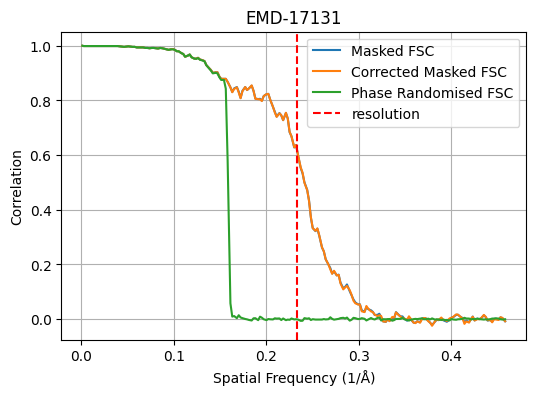 EMD-17131
Masked FSC
Corrected Masked FSC
Phase Randomised FSC
resolution
Correlation
1.0
0.8
0.6
0.4
0.2
0.0
0.0 0.1 0.2 0.3 0.4
Spatial Frequency (1/Å)